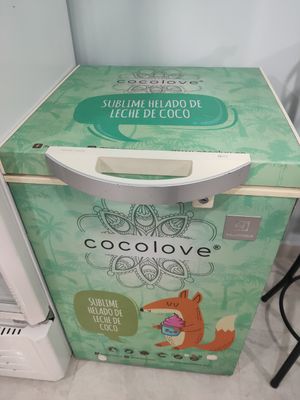 cocolove®
SUBLIME HELADO DE
LECHE DE COCO
cocolove®
SUBLIME
HELADO DE
LECHE DE
COCO